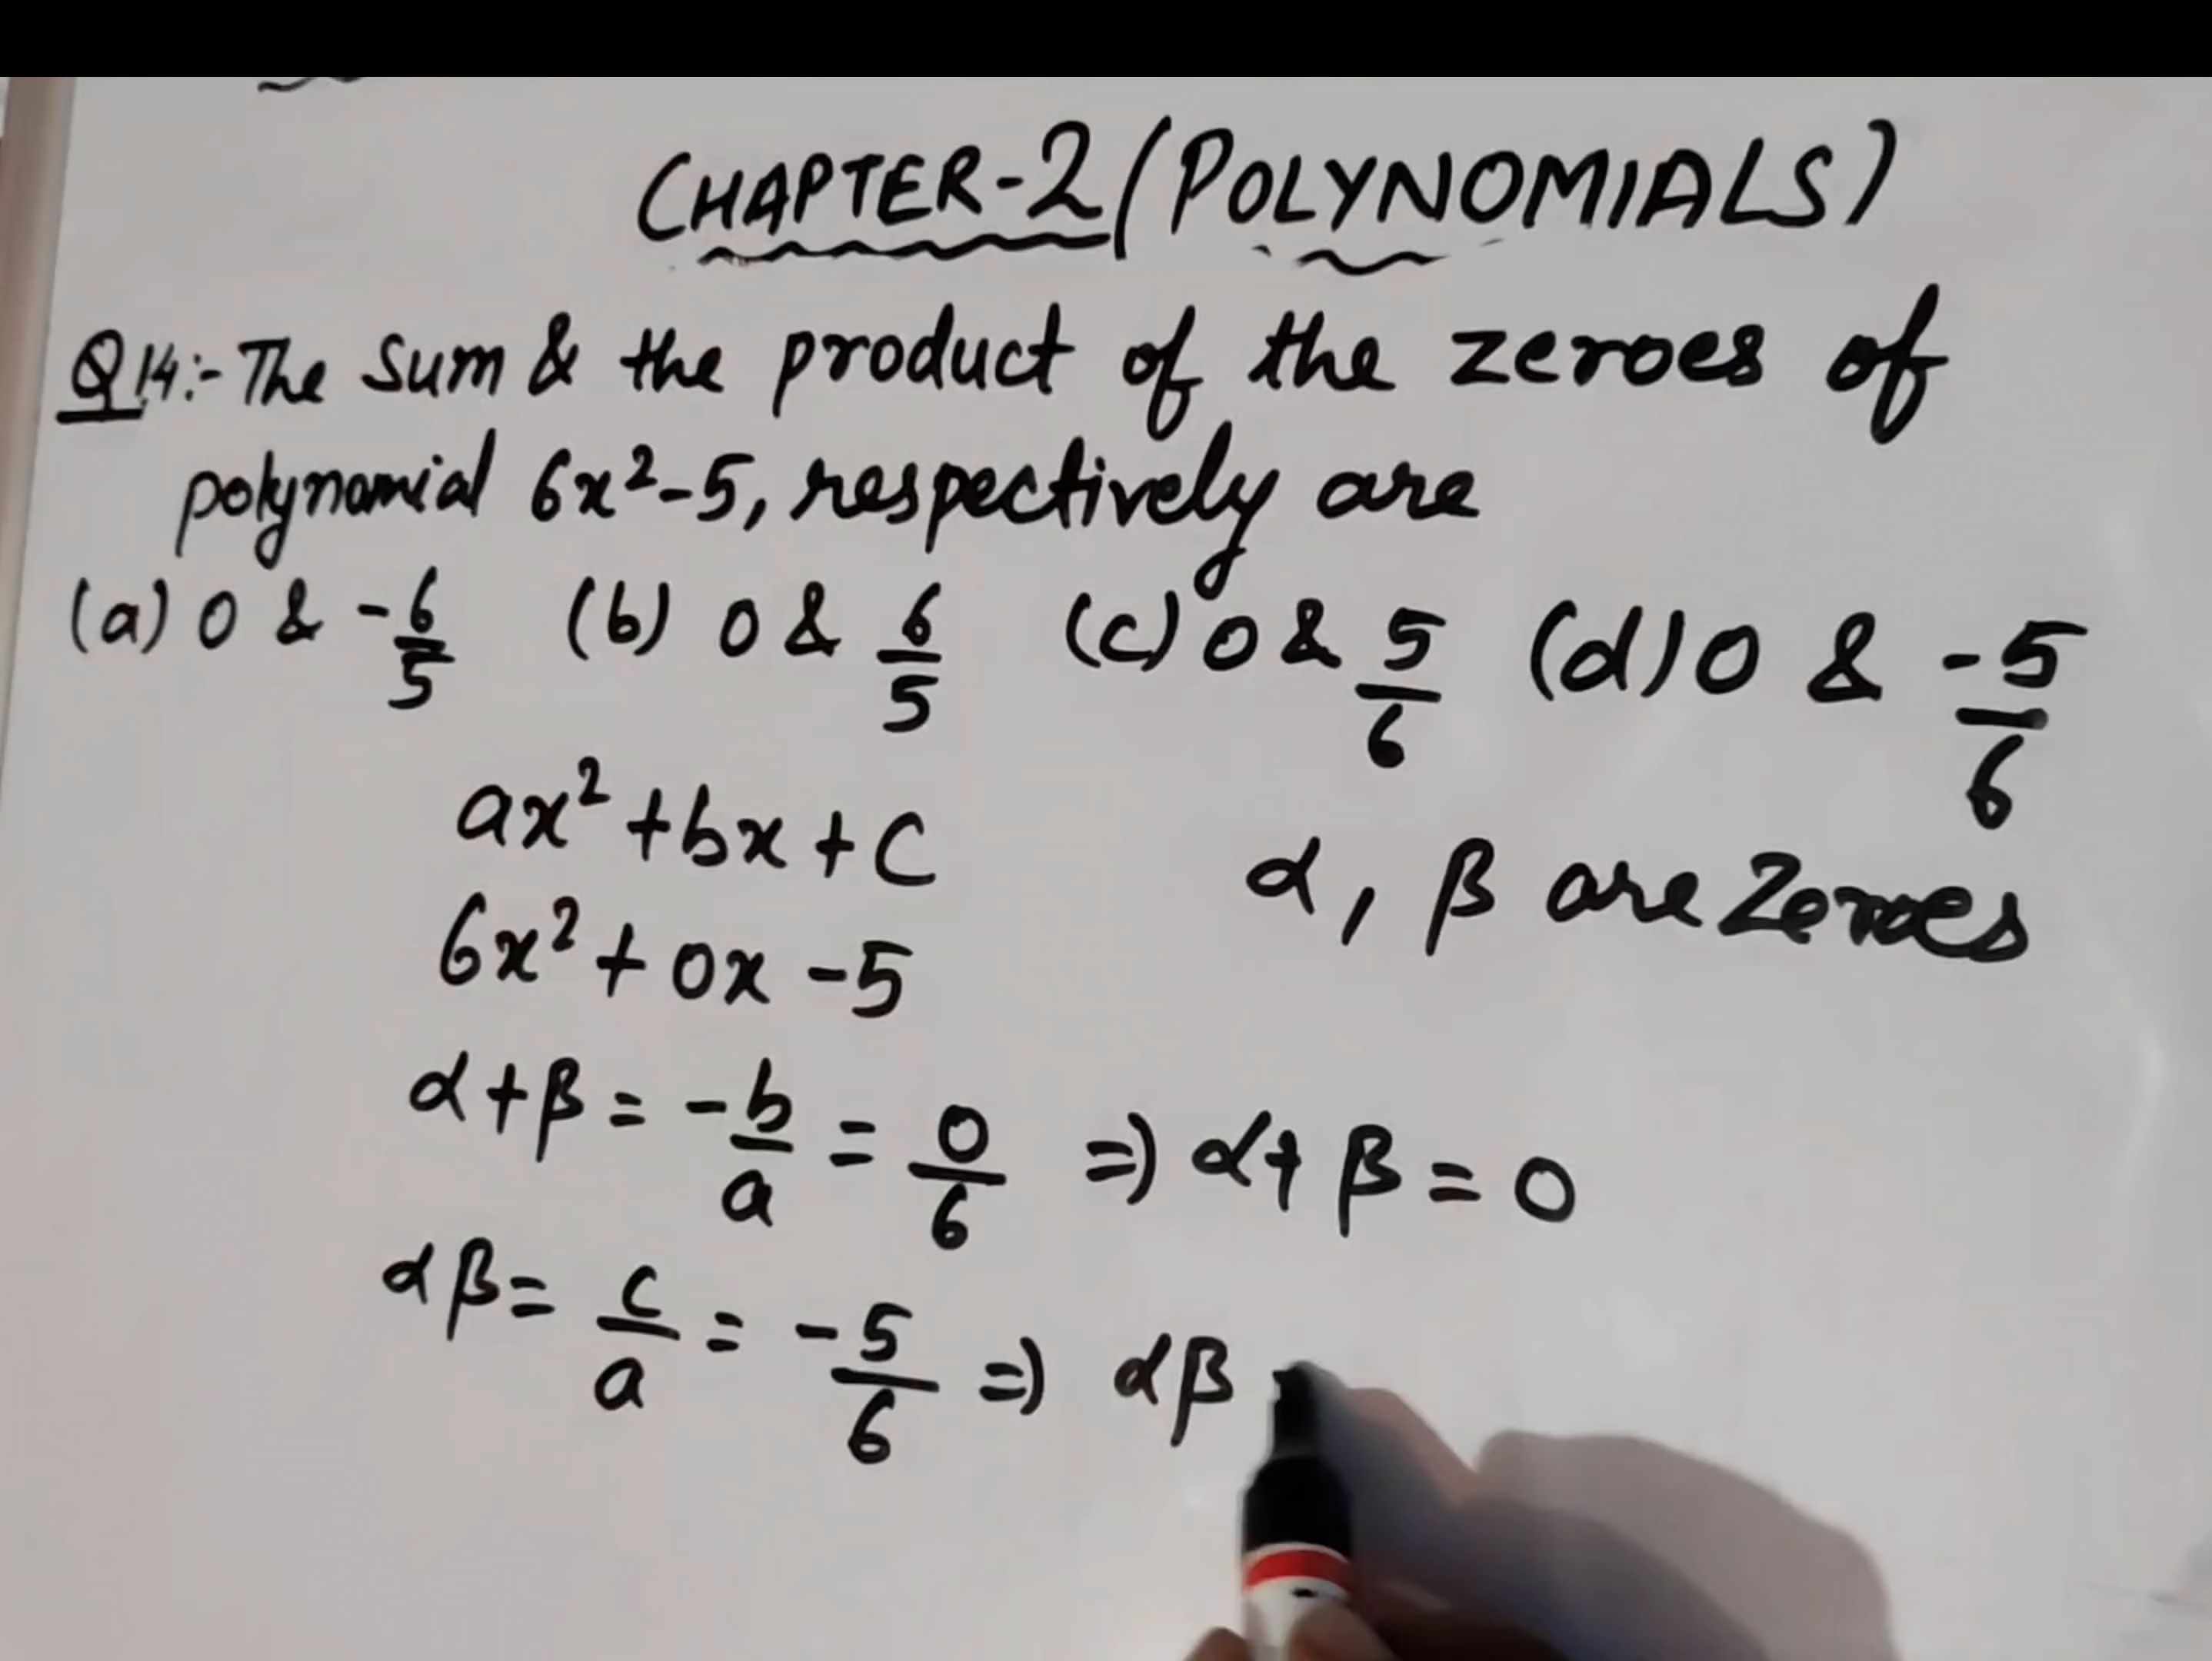 CHAPTER-2 (POLYNOMIALS)
Q14:- The sum & the product of the zeroes of
polynomial 6x²-5, respectively are
(a) 0 & -6/5 (b) 0 & 6/5 (c) 0 & 5/6 (d) 0 & -5/6
ax² + bx + c
α, β are zeroes
6x² + 0x - 5
α + β = -b/a = 0/6 => α + β = 0
αβ = c/a = -5/6 => αβ